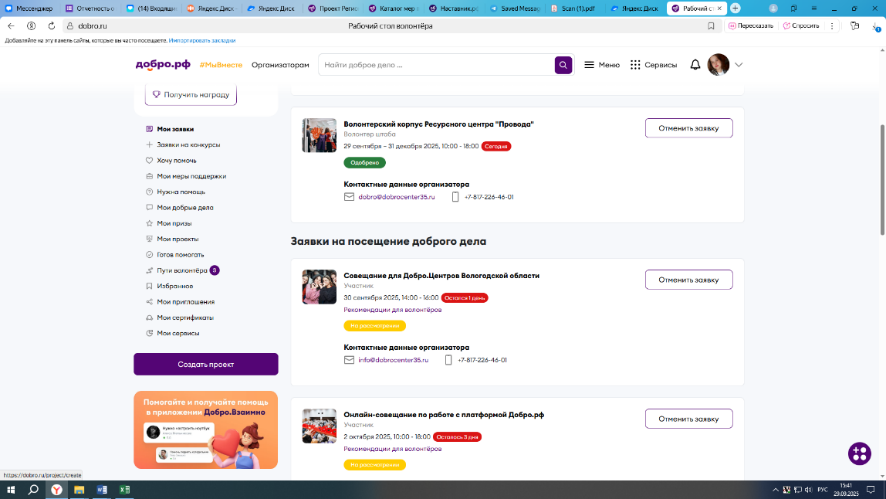 Мессенджер
Отчетность о
(14) Входящи
Яндекс Диск
Яндекс Диск
Проект Регио
Каталог мер п
Наставник.ро
Saved Messag
Scan (1).pdf
Яндекс Диск
Рабочий сто
dobro.ru
Рабочий стол волонтёра
Пересказать
Спросить
Добавляйте на эту панель сайты, которые вы часто посещаете. Импортировать закладки
добро.рф
#МыВместе
Организаторам
Найти доброе дело ...
Меню
Сервисы
Получить награду
Мои заявки
Заявки на конкурсы
Хочу помочь
Мои меры поддержки
Нужна помощь
Мои добрые дела
Мои призы
Мои проекты
Готов помогать
Пути волонтёра 3
Избранное
Мои приглашения
Мои сертификаты
Мои сервисы
Создать проект
Помогайте и получайте помощь
в приложении Добро.Взаимно
Волонтерский корпус Ресурсного центра "Провода"
Волонтер штаба
29 сентября – 31 декабря 2025, 10:00 - 18:00 Сегодня
Одобрено
Контактные данные организатора
dobro@dobrocenter35.ru
+7-817-226-46-01
Отменить заявку
Заявки на посещение доброго дела
Совещание для Добро.Центров Вологодской области
Участник
30 сентября 2025, 14:00 - 16:00 Остался 1 день
Рекомендации для волонтёров
На рассмотрении
Контактные данные организатора
info@dobrocenter35.ru
+7-817-226-46-01
Отменить заявку
Онлайн-совещание по работе с платформой Добро.рф
Участник
2 октября 2025, 10:00 - 18:00 Осталось 3 дня
Рекомендации для волонтёров
На рассмотрении
Отменить заявку
https://dobro.ru/project/create
РУС
15:41
29.09.2025